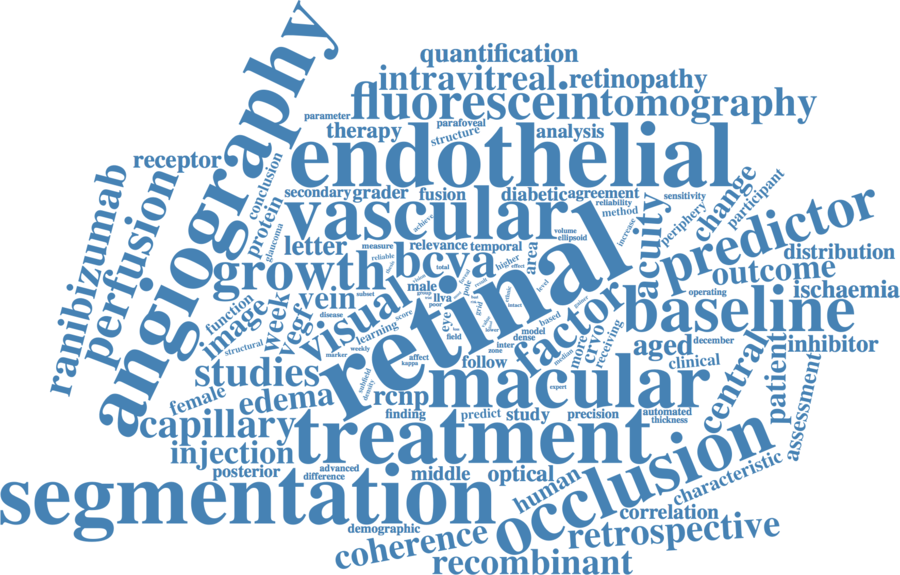 quantification
intravitreal
retinopathy
fluorescein
tomography
angiography
parameter
parafoveal
therapy
structure
analysis
endothelial
receptor
conclusion
secondary
grader
fusion
diabetic
agreement
sensitivity
reliability
method
participant
change
periphery
ranibizumab
perfusion
protein
glaucoma
vascular
achieve
volume
ellipsoid
increase
acuity
predictor
letter
measure
relevance
temporal
area
distribution
outcome
growth
reliable
bcva
total
higher
effect
level
ischaemia
function
image
week
vegf
vein
subset
disease
visual
male
group
llva
poor
retinal
factor
operating
baseline
structural
learning
score
eye
field
model
dense
based
inter
zone
lower
median
more
crvo
receiving
aged
december
inhibitor
marker
weekly
affect
kappa
follow
clinical
central
patient
assessment
studies
subfield
density
rcnp
macular
expert
female
edema
finding
predict
study
precision
automated
thickness
capillary
treatment
injection
posterior
advanced
difference
middle
optical
human
occlusion
characteristic
correlation
segmentation
demographic
coherence
retrospective
recombinant